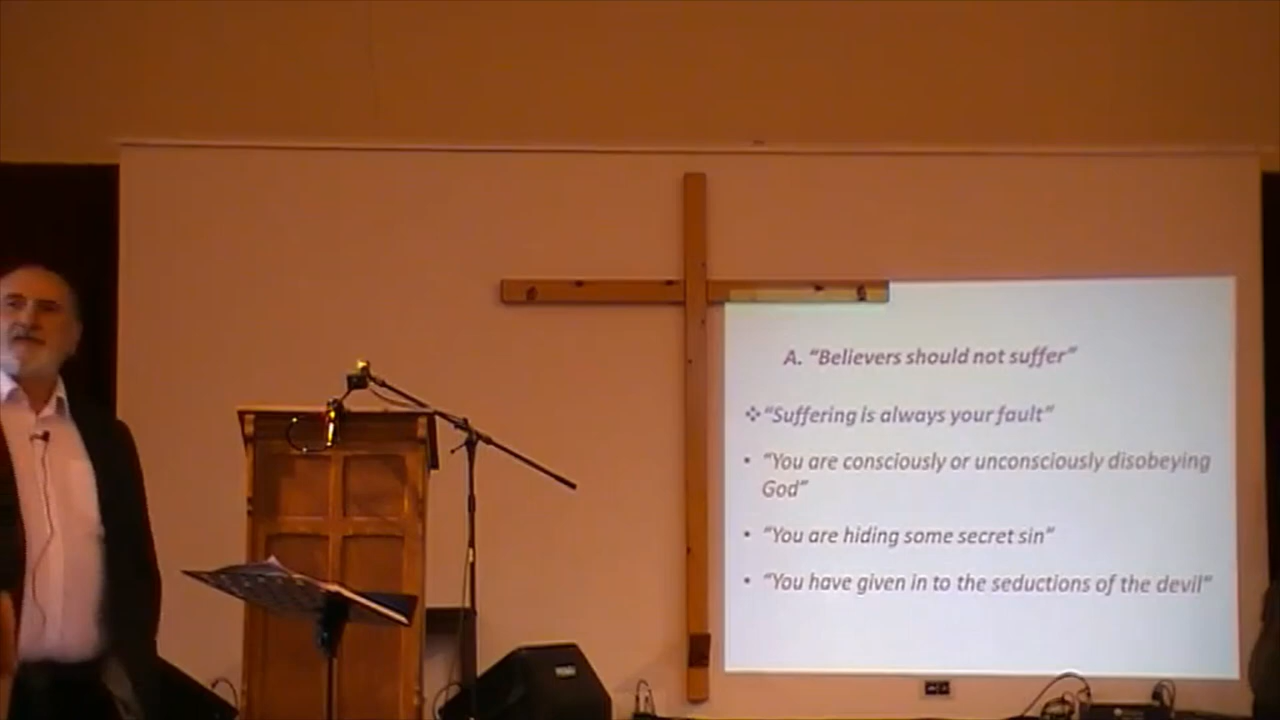 A. “Believers should not suffer”
❖“Suffering is always your fault”
• “You are consciously or unconsciously disobeying
God”
• “You are hiding some secret sin”
• “You have given in to the seductions of the devil”